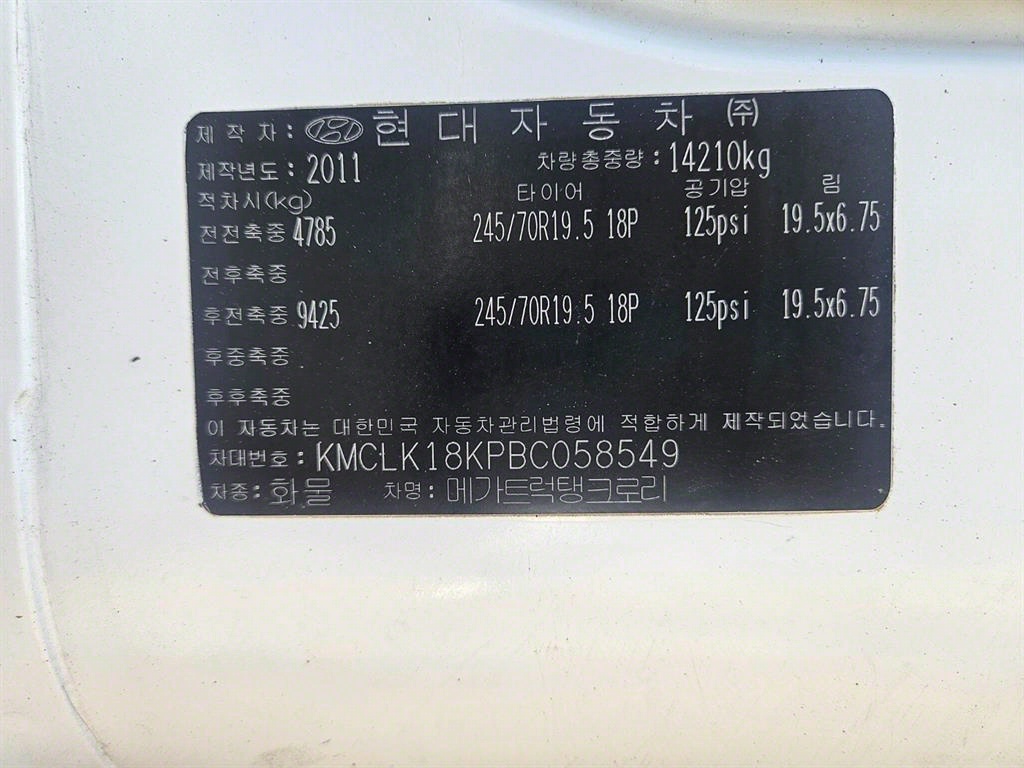 제 작 자 : 현 대 자 동 차 ㈜
제작년도 : 2011 차량총중량 : 14210kg
적차시(kg) 타이어 공기압 림
전전축중 4785 245/70R19.5 18P 125psi 19.5x6.75
전후축중
후전축중 9425 245/70R19.5 18P 125psi 19.5x6.75
후중축중
후후축중
이 자동차는 대한민국 자동차관리법령에 적합하게 제작되었습니다.
차대번호: KMCLK18KPBC058549
차종: 화물 차명: 메가트럭탱크로리